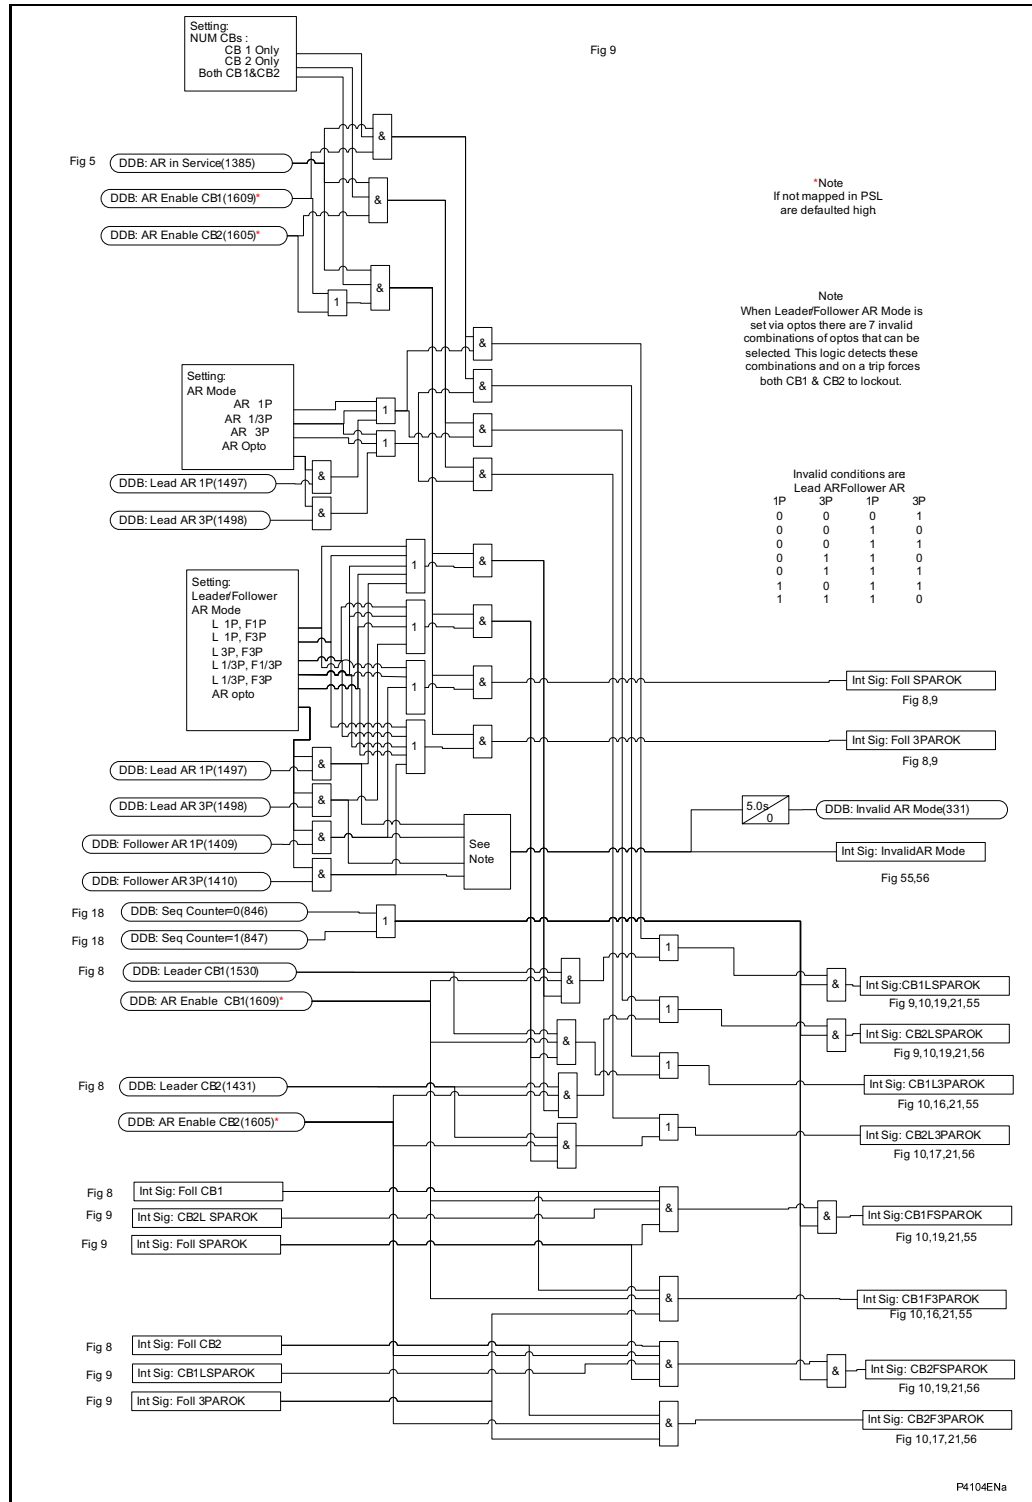 Setting:
NUM CBs :
CB 1 Only
CB 2 Only
Both CB1&CB2
Fig 9
&
Fig 5
DDB: AR in Service(1385)
DDB: AR Enable CB1(1609)*
&
DDB: AR Enable CB2(1605)*
&
1
*Note
If not mapped in PSL
are defaulted high
Note
When Leader/Follower AR Mode is
set via optos there are 7 invalid
combinations of optos that can be
selected. This logic detects these
combinations and on a trip forces
both CB1 & CB2 to lockout.
&
&
&
&
Setting:
AR Mode
AR 1P
AR 1/3P
AR 3P
AR Opto
1
1
&
DDB: Lead AR 1P(1497)
&
DDB: Lead AR 3P(1498)
Invalid conditions are
Lead ARFollower AR
1P 3P 1P 3P
0 0 0 1
0 0 1 0
0 0 1 1
0 1 1 0
0 1 1 1
1 0 1 1
1 1 1 0
Setting:
Leader/Follower
AR Mode
L 1P, F1P
L 1P, F3P
L 3P, F3P
L 1/3P, F1/3P
L 1/3P, F3P
AR opto
1
&
1
&
1
&
Int Sig: Foll SPAROK
Fig 8,9
1
&
Int Sig: Foll 3PAROK
Fig 8,9
DDB: Lead AR 1P(1497)
&
DDB: Lead AR 3P(1498)
&
DDB: Follower AR 1P(1409)
&
DDB: Follower AR 3P(1410)
&
See
Note
5.0s
0
DDB: Invalid AR Mode(331)
Int Sig: InvalidAR Mode
Fig 55,56
Fig 18
DDB: Seq Counter=0(846)
1
Fig 18
DDB: Seq Counter=1(847)
Fig 8
DDB: Leader CB1(1530)
&
1
&
Int Sig:CB1LSPAROK
Fig 9,10,19,21,55
DDB: AR Enable CB1(1609)*
1
&
Int Sig: CB2LSPAROK
Fig 9,10,19,21,56
&
1
Fig 8
DDB: Leader CB2(1431)
&
Int Sig: CB1L3PAROK
Fig 10,16,21,55
DDB: AR Enable CB2(1605)*
&
1
Int Sig: CB2L3PAROK
Fig 10,17,21,56
Fig 8
Int Sig: Foll CB1
&
Fig 9
Int Sig: CB2L SPAROK
&
Int Sig:CB1FSPAROK
Fig 10,19,21,55
Fig 9
Int Sig: Foll SPAROK
&
Int Sig: CB1F3PAROK
Fig 10,16,21,55
Fig 8
Int Sig: Foll CB2
&
Fig 9
Int Sig: CB1LSPAROK
&
Int Sig: CB2FSPAROK
Fig 10,19,21,56
Fig 9
Int Sig: Foll 3PAROK
&
Int Sig: CB2F3PAROK
Fig 10,17,21,56
P4104ENa